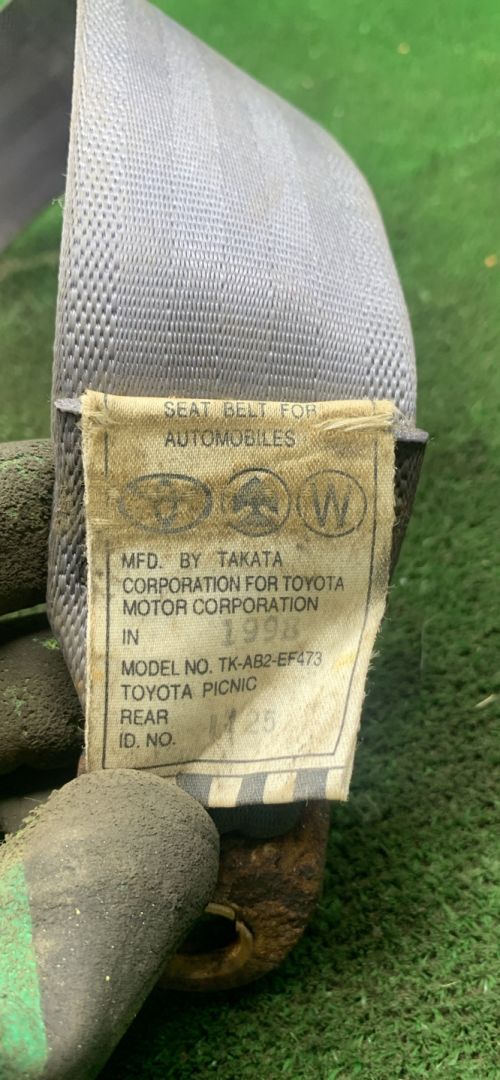 SEAT BELT FOR
AUTOMOBILES
W
MFD. BY TAKATA
CORPORATION FOR TOYOTA
MOTOR CORPORATION
IN 1998
MODEL NO. TK-AB2-EF473
TOYOTA PICNIC
REAR
ID. NO.